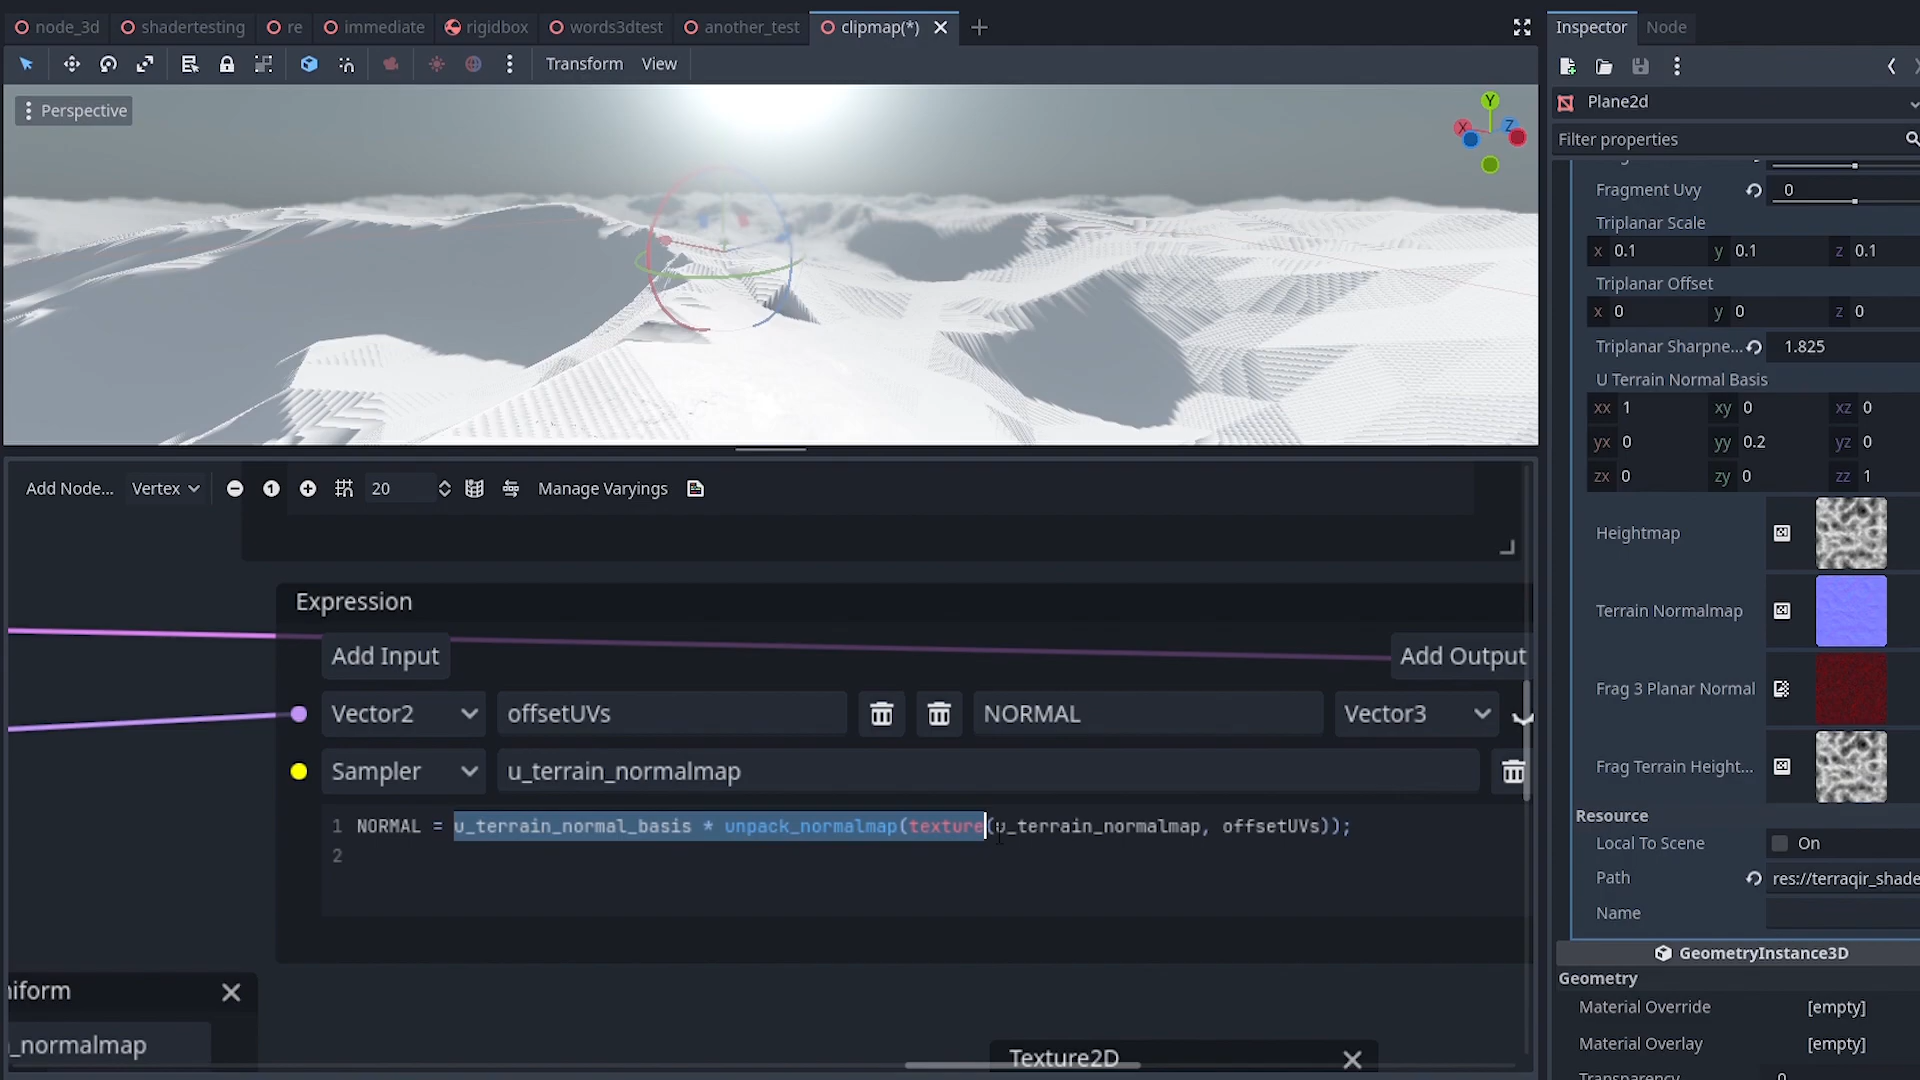 node_3d shadertesting re immediate rigidbox words3dtest another_test clipmap(*)
Inspector Node
Transform View
Perspective
Y
X
Z
Plane2d
Filter properties
Fragment Uvy 0
Triplanar Scale
x 0.1 y 0.1 z 0.1
Triplanar Offset
x 0 y 0 z 0
Triplanar Sharpne... 1.825
U Terrain Normal Basis
xx 1 xy 0 xz 0
yx 0 yy 0.2 yz 0
zx 0 zy 0 zz 1
Heightmap
Terrain Normalmap
Frag 3 Planar Normal
Frag Terrain Height...
Resource
Local To Scene On
Path res://terraqir_shade
Name
GeometryInstance3D
Geometry
Material Override [empty]
Material Overlay [empty]
Add Node... Vertex 1 20 Manage Varyings
Expression
Add Input Add Output
Vector2 offsetUVs NORMAL Vector3
Sampler u_terrain_normalmap
1 NORMAL = u_terrain_normal_basis * unpack_normalmap(texture(u_terrain_normalmap, offsetUVs));
2
iform
_normalmap
Texture2D